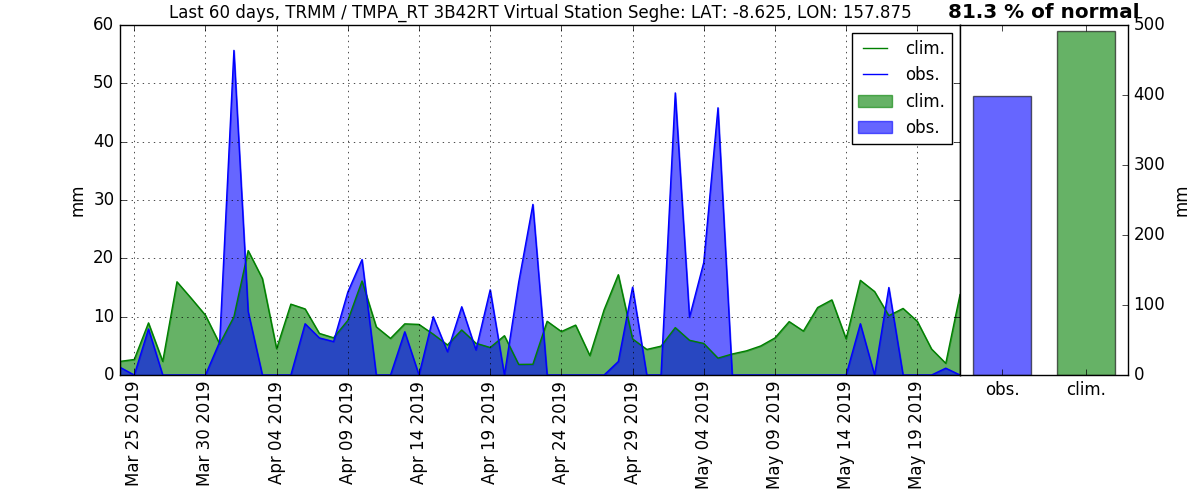 Last 60 days, TRMM / TMPA_RT 3B42RT Virtual Station Seghe: LAT: -8.625, LON: 157.875
81.3 % of normal
60
50
40
30
20
10
0
mm
clim.
obs.
clim.
obs.
Mar 25 2019
Mar 30 2019
Apr 04 2019
Apr 09 2019
Apr 14 2019
Apr 19 2019
Apr 24 2019
Apr 29 2019
May 04 2019
May 09 2019
May 14 2019
May 19 2019
500
400
300
200
100
0
mm
obs.
clim.